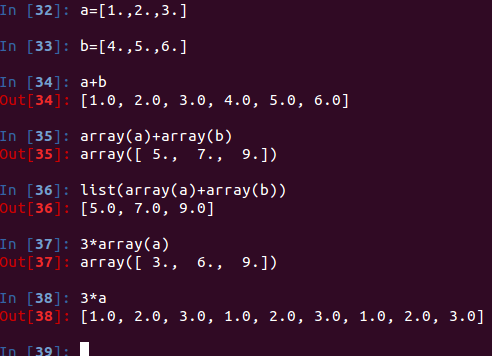 In [32]: a=[1.,2.,3.]
In [33]: b=[4.,5.,6.]
In [34]: a+b
Out[34]: [1.0, 2.0, 3.0, 4.0, 5.0, 6.0]
In [35]: array(a)+array(b)
Out[35]: array([ 5.,  7.,  9.])
In [36]: list(array(a)+array(b))
Out[36]: [5.0, 7.0, 9.0]
In [37]: 3*array(a)
Out[37]: array([ 3.,  6.,  9.])
In [38]: 3*a
Out[38]: [1.0, 2.0, 3.0, 1.0, 2.0, 3.0, 1.0, 2.0, 3.0]
In [39]: